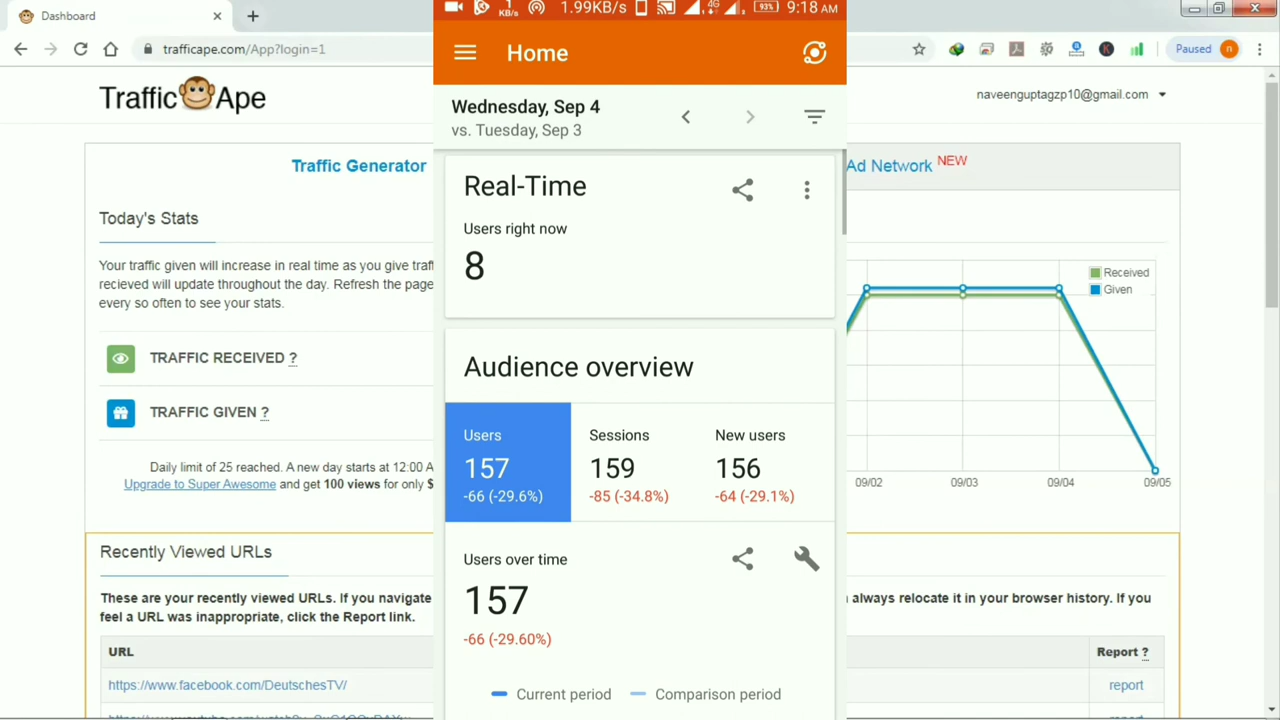 Dashboard
trafficape.com/App?login=1
Paused
n
1 KB/s 1.99KB/s 4G 93% 9:18 AM
Home
Traffic Ape
naveenguptagzp10@gmail.com
Wednesday, Sep 4
vs. Tuesday, Sep 3
Traffic Generator
Ad Network NEW
Real-Time
Users right now
8
Today's Stats
Your traffic given will increase in real time as you give
recieved will update throughout the day. Refresh the page
every so often to see your stats.
Received
Given
TRAFFIC RECEIVED ?
TRAFFIC GIVEN ?
Daily limit of 25 reached. A new day starts at 12:00 A
Upgrade to Super Awesome and get 100 views for only $
09/02
09/03
09/04
09/05
Audience overview
Users
157
-66 (-29.6%)
Sessions
159
-85 (-34.8%)
New users
156
-64 (-29.1%)
Users over time
157
-66 (-29.60%)
Current period
Comparison period
Recently Viewed URLs
These are your recently viewed URLs. If you navigate
always relocate it in your browser history. If you
feel a URL was inappropriate, click the Report link.
URL
Report ?
https://www.facebook.com/DeutschesTV/
report